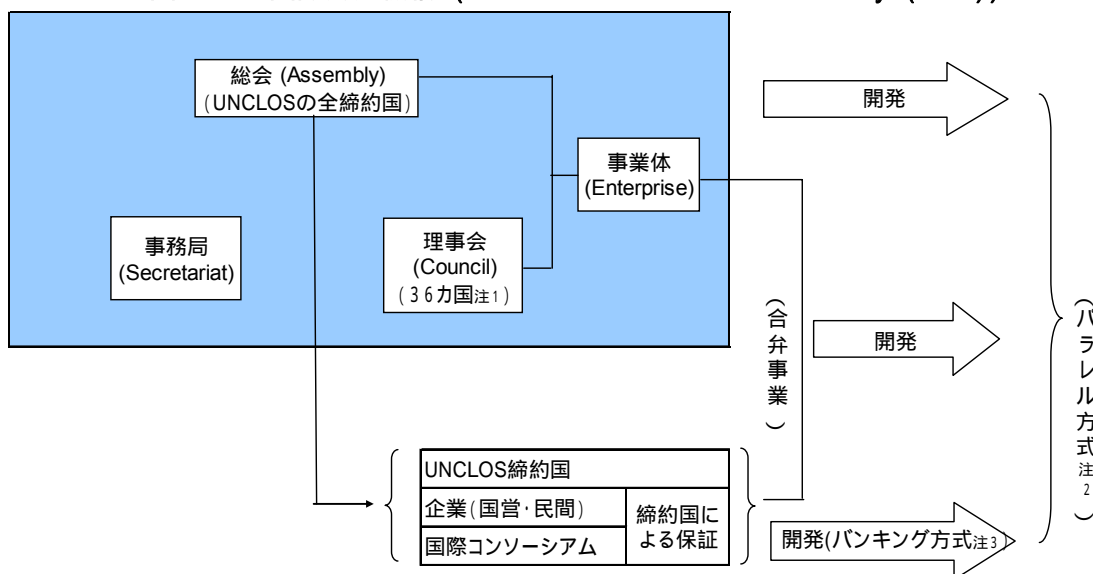 総会 (Assembly)
(UNCLOSの全締約国)
開発
事業体
(Enterprise)
事務局
(Secretariat)
理事会
(Council)
(36カ国注1)
(合弁事業)
開発
(パラレル方式注2)
UNCLOS締約国
企業(国営・民間)
国際コンソーシアム
締約国に
よる保証
開発(バンキング方式注3)